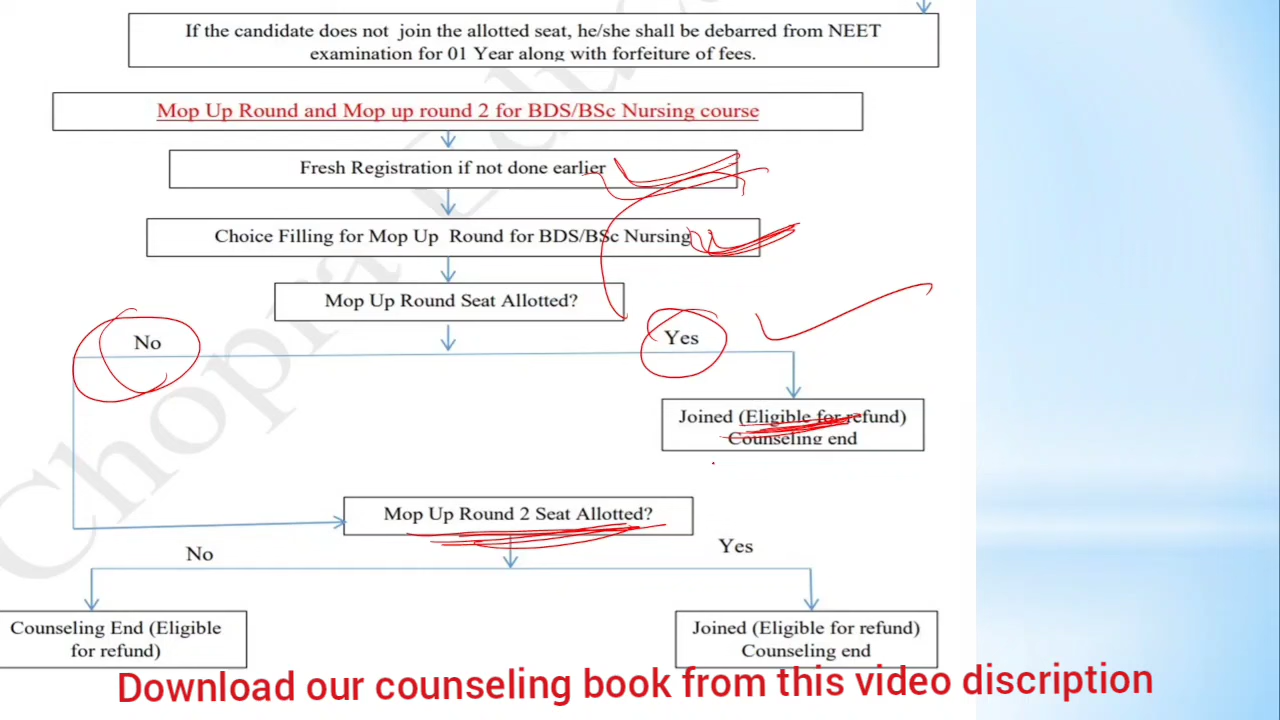 If the candidate does not join the allotted seat, he/she shall be debarred from NEET
examination for 01 Year along with forfeiture of fees.
Mop Up Round and Mop up round 2 for BDS/BSc Nursing course
Fresh Registration if not done earlier
Choice Filling for Mop Up Round for BDS/BSc Nursing
Mop Up Round Seat Allotted?
No
Yes
Joined (Eligible for refund)
Counseling end
Mop Up Round 2 Seat Allotted?
No
Yes
Counseling End (Eligible
for refund)
Joined (Eligible for refund)
Counseling end
Chopra
Download our counseling book from this video discription